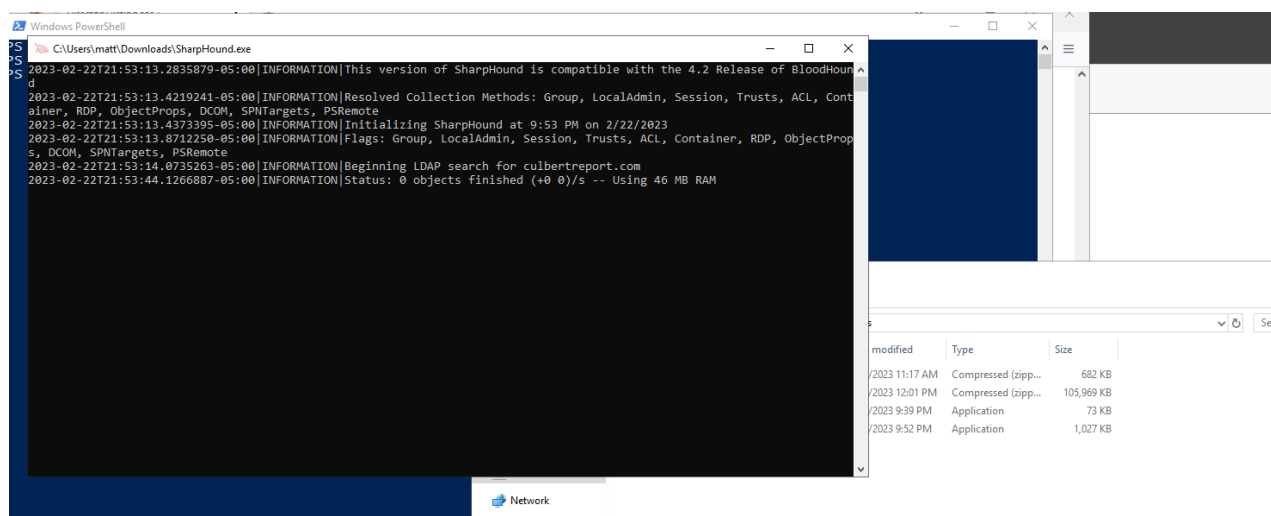 Windows PowerShell
PS
PS
PS
C:\Users\matt\Downloads\SharpHound.exe
2023-02-22T21:53:13.2835879-05:00|INFORMATION|This version of SharpHound is compatible with the 4.2 Release of BloodHoun
d
2023-02-22T21:53:13.4219241-05:00|INFORMATION|Resolved Collection Methods: Group, LocalAdmin, Session, Trusts, ACL, Cont
ainer, RDP, ObjectProps, DCOM, SPNTargets, PSRemote
2023-02-22T21:53:13.4373395-05:00|INFORMATION|Initializing SharpHound at 9:53 PM on 2/22/2023
2023-02-22T21:53:13.8712250-05:00|INFORMATION|Flags: Group, LocalAdmin, Session, Trusts, ACL, Container, RDP, ObjectProp
s, DCOM, SPNTargets, PSRemote
2023-02-22T21:53:14.0735263-05:00|INFORMATION|Beginning LDAP search for culbertreport.com
2023-02-22T21:53:44.1266887-05:00|INFORMATION|Status: 0 objects finished (+0 0)/s -- Using 46 MB RAM
s
Se
modified Type Size
/2023 11:17 AM Compressed (zipp... 682 KB
/2023 12:01 PM Compressed (zipp... 105,969 KB
/2023 9:39 PM Application 73 KB
/2023 9:52 PM Application 1,027 KB
Network